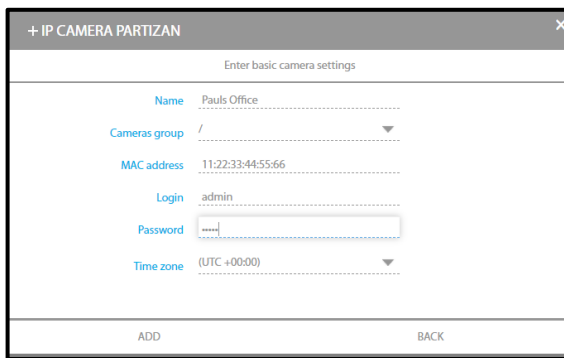 + IP CAMERA PARTIZAN ×
Enter basic camera settings
Name Pauls Office
Cameras group /
MAC address 11:22:33:44:55:66
Login admin
Password •••••
Time zone (UTC +00:00)
ADD BACK